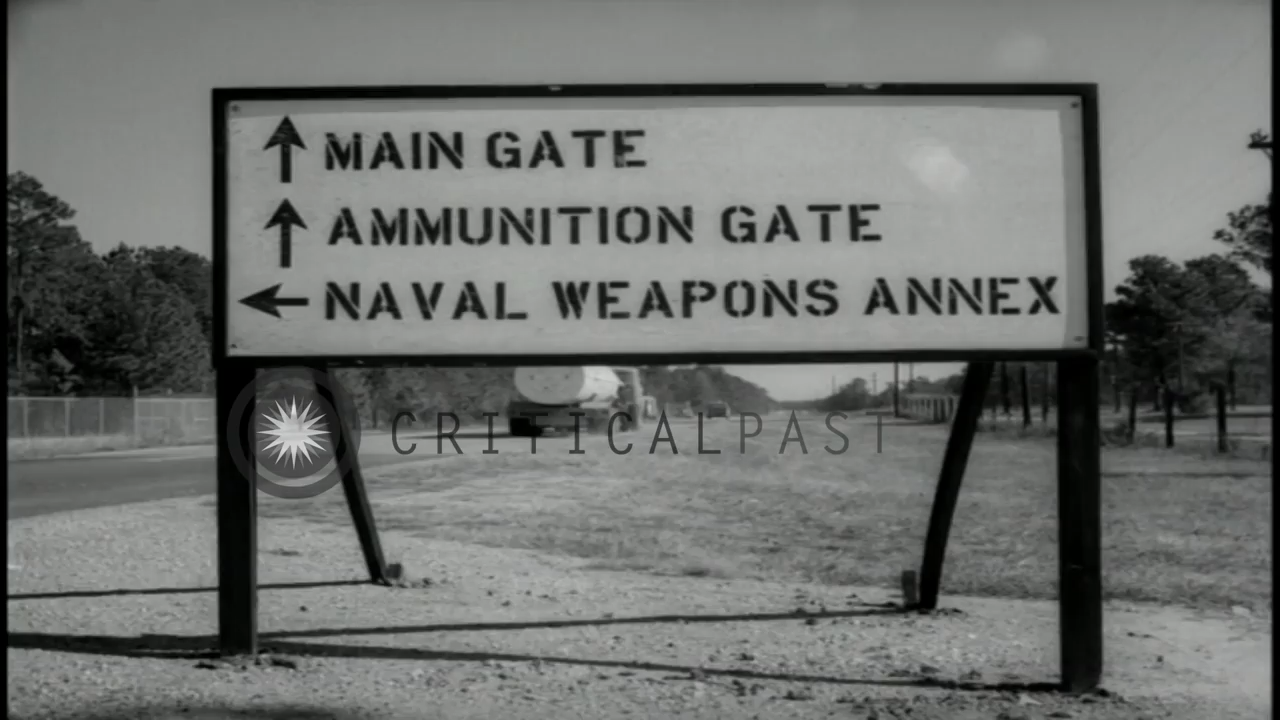 MAIN GATE
AMMUNITION GATE
NAVAL WEAPONS ANNEX
CRITICALPAST